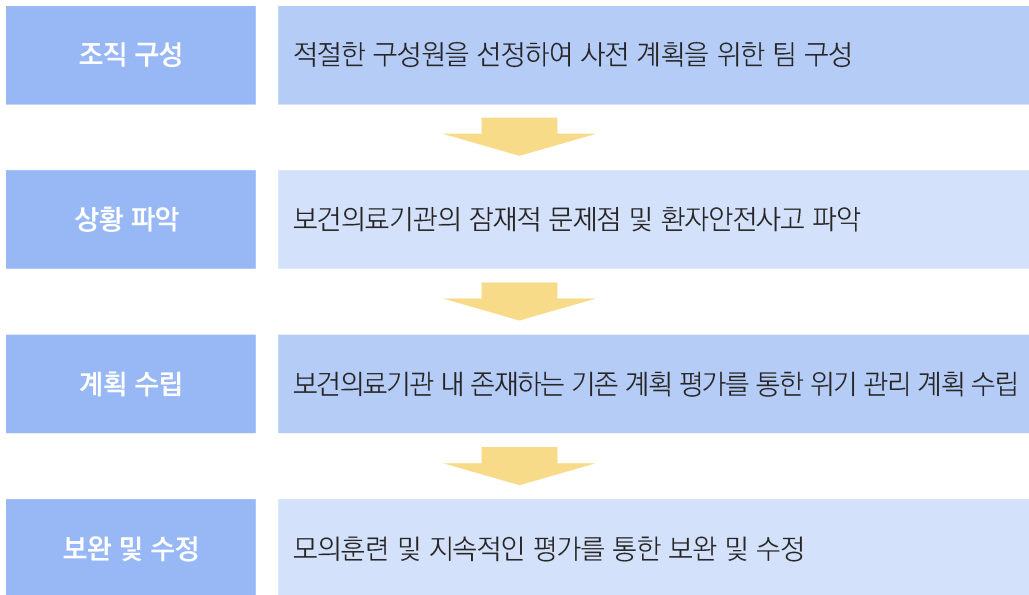 조직 구성
적절한 구성원을 선정하여 사전 계획을 위한 팀 구성
상황 파악
보건의료기관의 잠재적 문제점 및 환자안전사고 파악
계획 수립
보건의료기관 내 존재하는 기존 계획 평가를 통한 위기 관리 계획 수립
보완 및 수정
모의훈련 및 지속적인 평가를 통한 보완 및 수정